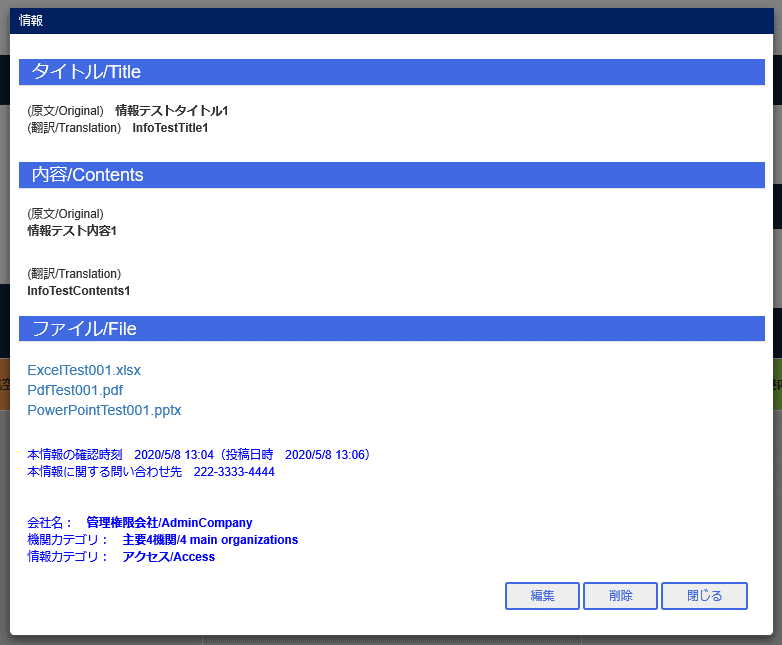 情報
タイトル/Title
(原文/Original) 情報テストタイトル1
(翻訳/Translation) InfoTestTitle1
内容/Contents
(原文/Original)
情報テスト内容1
(翻訳/Translation)
InfoTestContents1
ファイル/File
ExcelTest001.xlsx
PdfTest001.pdf
PowerPointTest001.pptx
本情報の確認時刻 2020/5/8 13:04（投稿日時 2020/5/8 13:06）
本情報に関する問い合わせ先 222-3333-4444
会社名： 管理権限会社/AdminCompany
機関カテゴリ： 主要4機関/4 main organizations
情報カテゴリ： アクセス/Access
編集 削除 閉じる